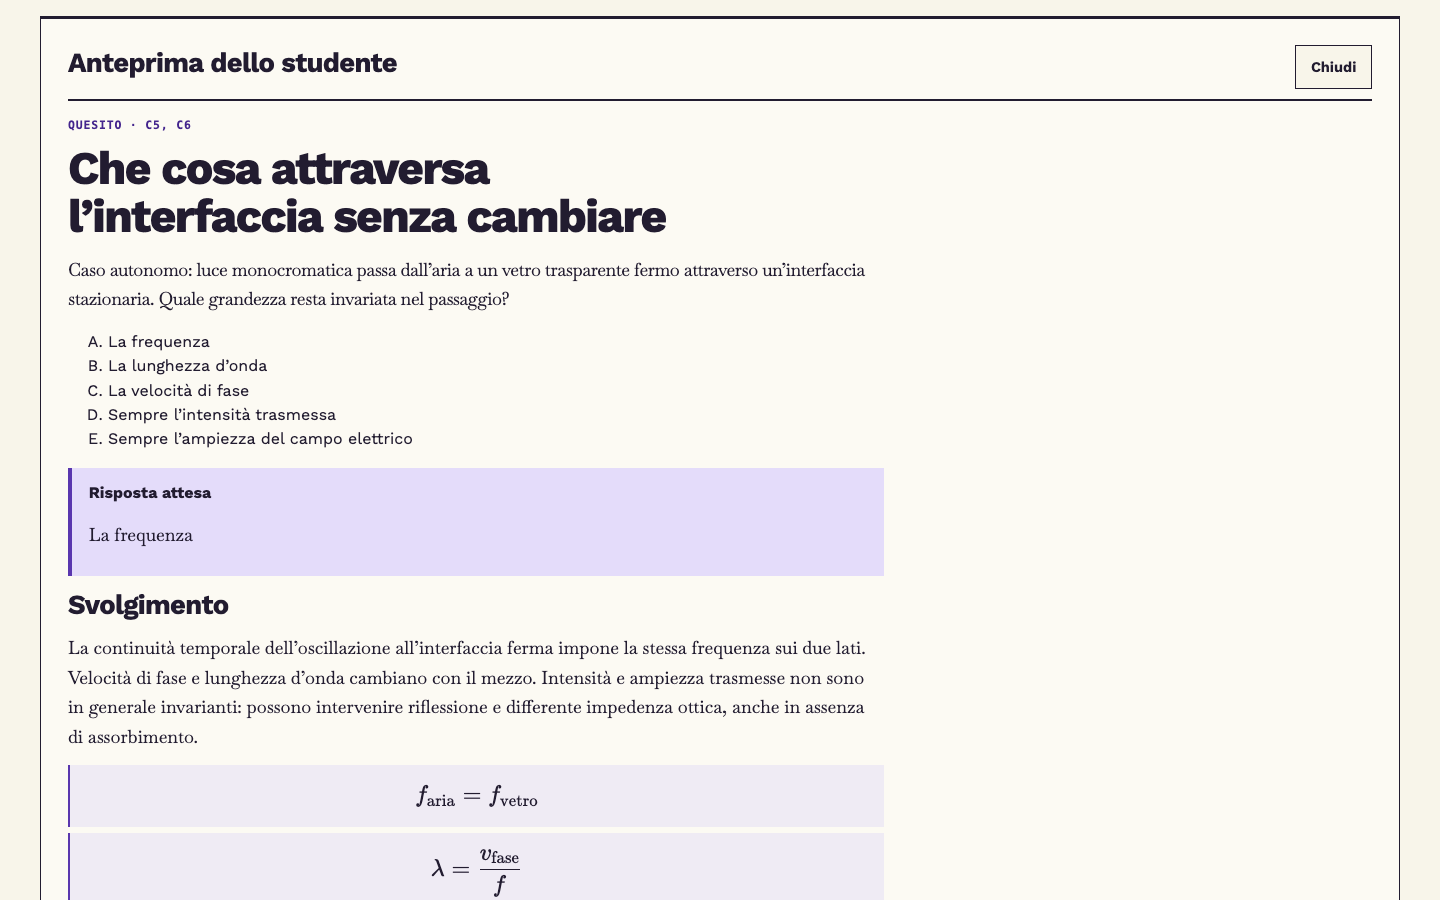 Anteprima dello studente
Chiudi
QUESITO · C5, C6
Che cosa attraversa
l’interfaccia senza cambiare
Caso autonomo: luce monocromatica passa dall’aria a un vetro trasparente fermo attraverso un’interfaccia
stazionaria. Quale grandezza resta invariata nel passaggio?
A. La frequenza
B. La lunghezza d’onda
C. La velocità di fase
D. Sempre l’intensità trasmessa
E. Sempre l’ampiezza del campo elettrico
Risposta attesa
La frequenza
Svolgimento
La continuità temporale dell’oscillazione all’interfaccia ferma impone la stessa frequenza sui due lati.
Velocità di fase e lunghezza d’onda cambiano con il mezzo. Intensità e ampiezza trasmesse non sono
in generale invarianti: possono intervenire riflessione e differente impedenza ottica, anche in assenza
di assorbimento.
f_aria = f_vetro
λ = v_fase / f